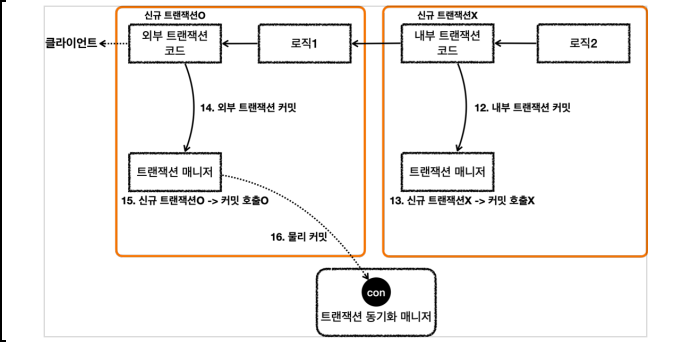 신규 트랜잭션O
신규 트랜잭션X
클라이언트
외부 트랜잭션
코드
로직1
내부 트랜잭션
코드
로직2
14. 외부 트랜잭션 커밋
12. 내부 트랜잭션 커밋
트랜잭션 매니저
트랜잭션 매니저
15. 신규 트랜잭션O -> 커밋 호출O
13. 신규 트랜잭션X -> 커밋 호출X
16. 물리 커밋
con
트랜잭션 동기화 매니저